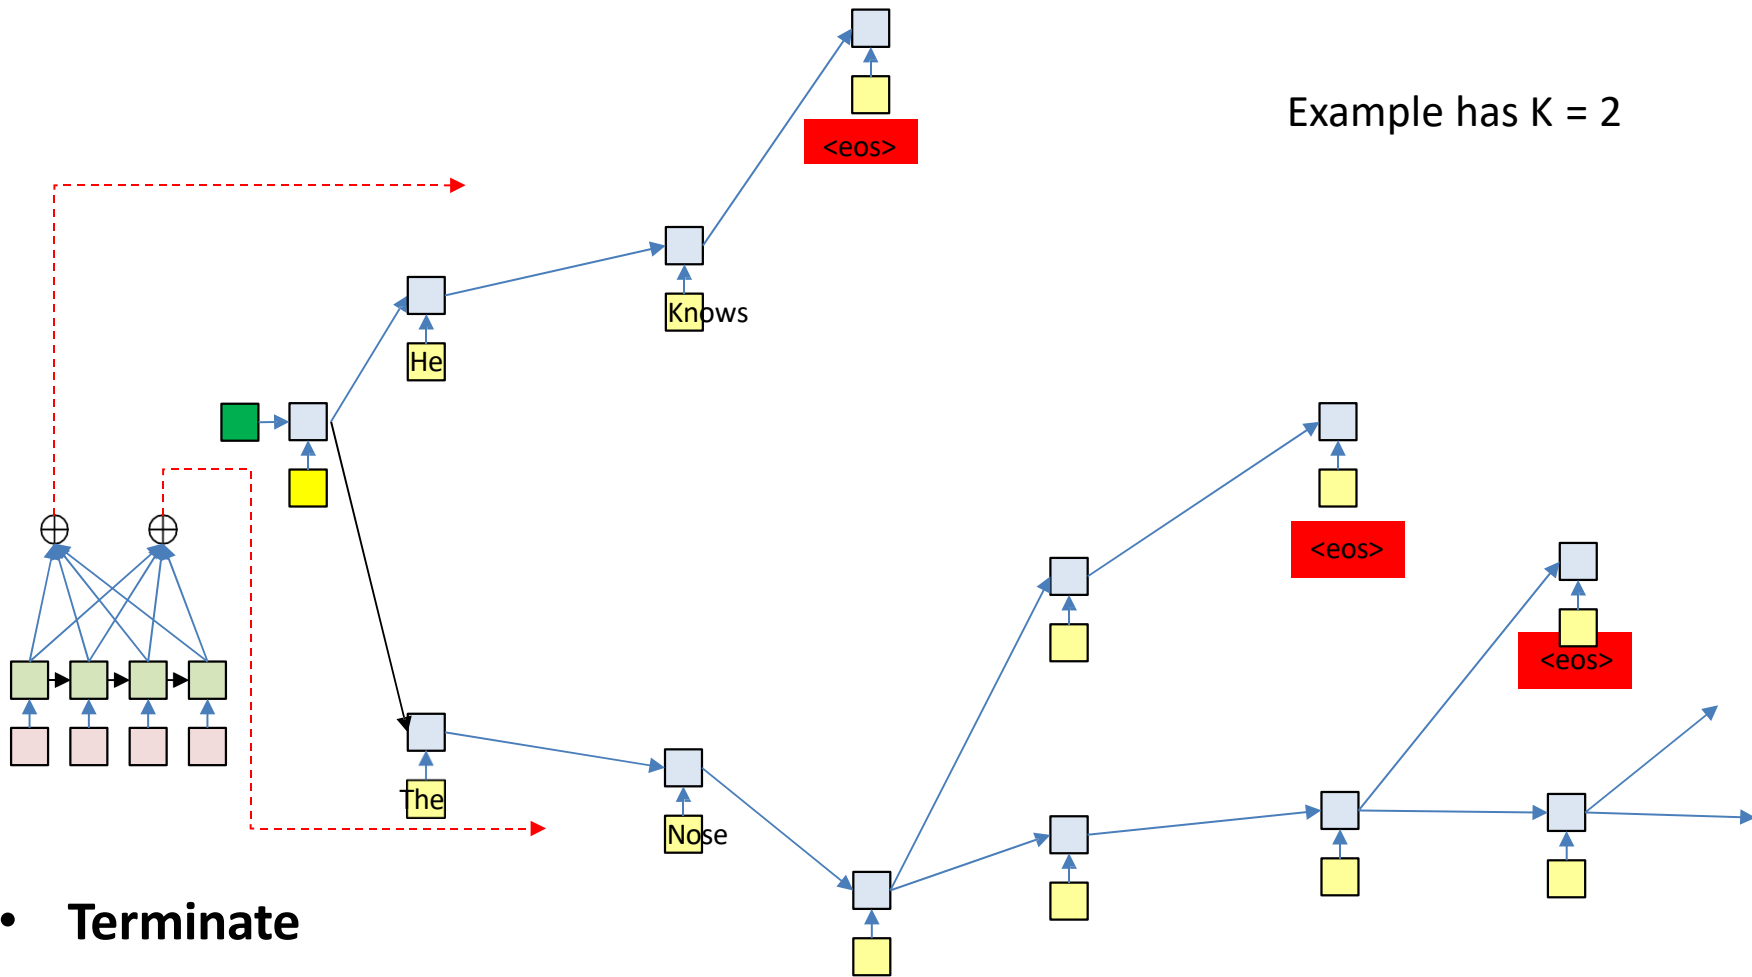 Example has K = 2
<eos>
Knows
He
<eos>
<eos>
The
Nose
• Terminate